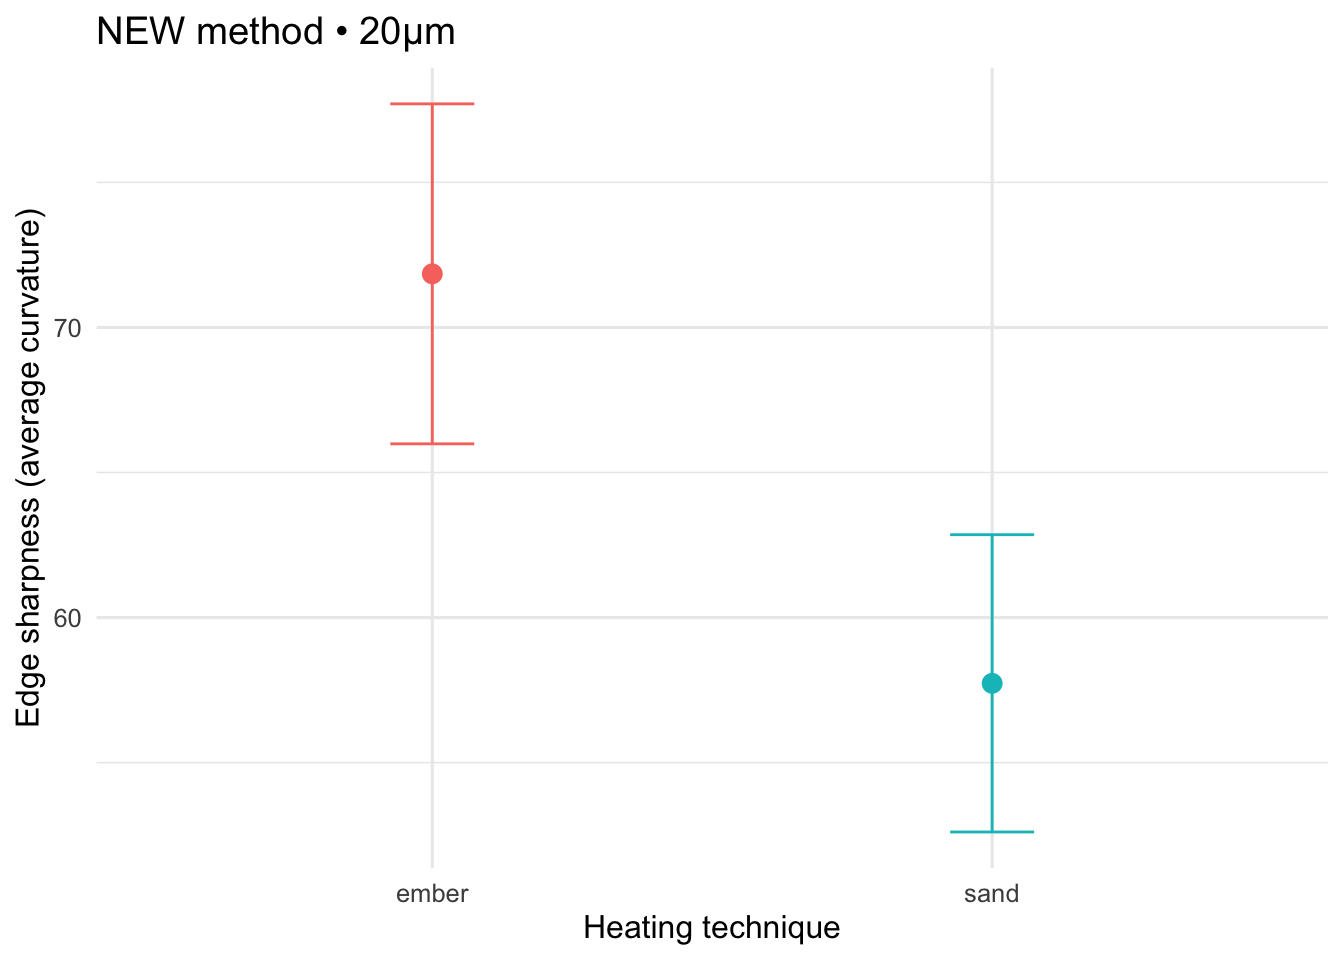 NEW method • 20µm
Edge sharpness (average curvature)
70
60
ember
sand
Heating technique